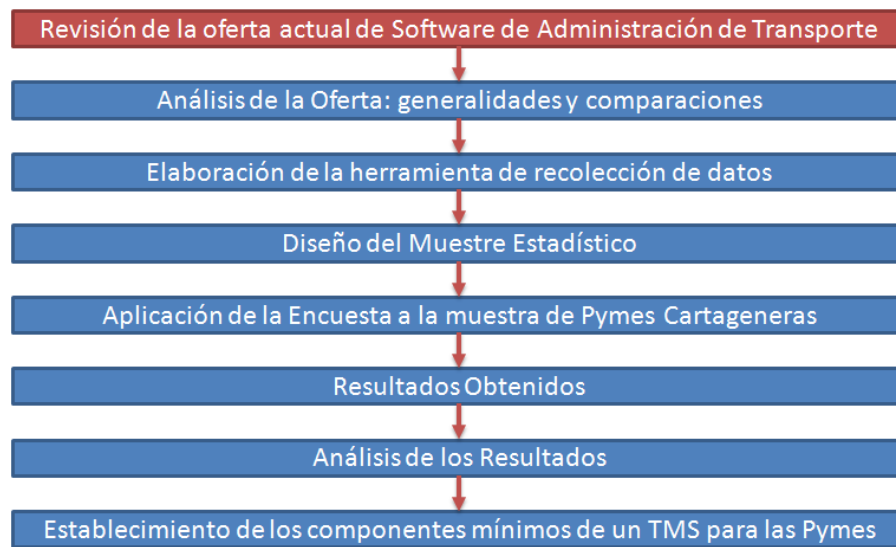 Revisión de la oferta actual de Software de Administración de Transporte
Análisis de la Oferta: generalidades y comparaciones
Elaboración de la herramienta de recolección de datos
Diseño del Muestre Estadístico
Aplicación de la Encuesta a la muestra de Pymes Cartageneras
Resultados Obtenidos
Análisis de los Resultados
Establecimiento de los componentes mínimos de un TMS para las Pymes